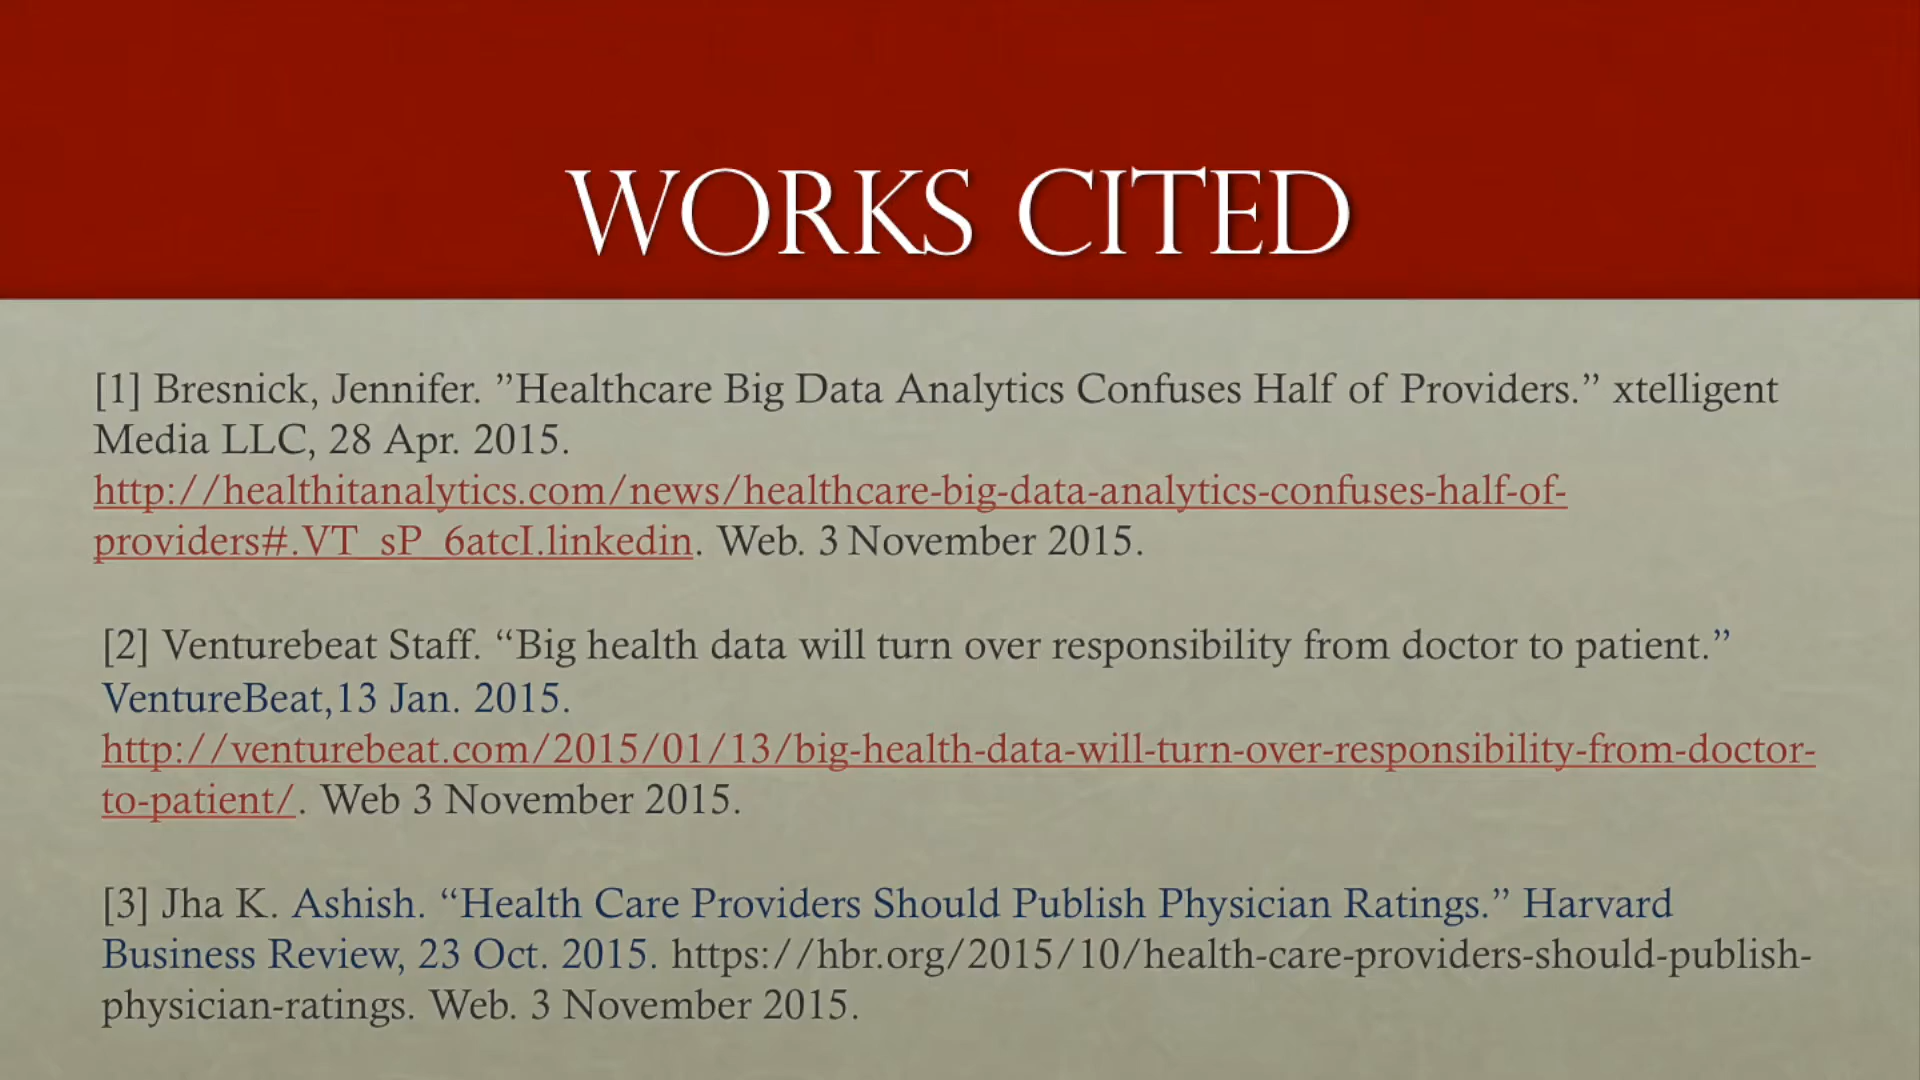 WORKS CITED
[1] Bresnick, Jennifer. ”Healthcare Big Data Analytics Confuses Half of Providers.” xtelligent
Media LLC, 28 Apr. 2015.
http://healthitanalytics.com/news/healthcare-big-data-analytics-confuses-half-of-
providers#.VT_sP_6atcI.linkedin. Web. 3 November 2015.
[2] Venturebeat Staff. “Big health data will turn over responsibility from doctor to patient.”
VentureBeat,13 Jan. 2015.
http://venturebeat.com/2015/01/13/big-health-data-will-turn-over-responsibility-from-doctor-
to-patient/. Web 3 November 2015.
[3] Jha K. Ashish. “Health Care Providers Should Publish Physician Ratings.” Harvard
Business Review, 23 Oct. 2015. https://hbr.org/2015/10/health-care-providers-should-publish-
physician-ratings. Web. 3 November 2015.